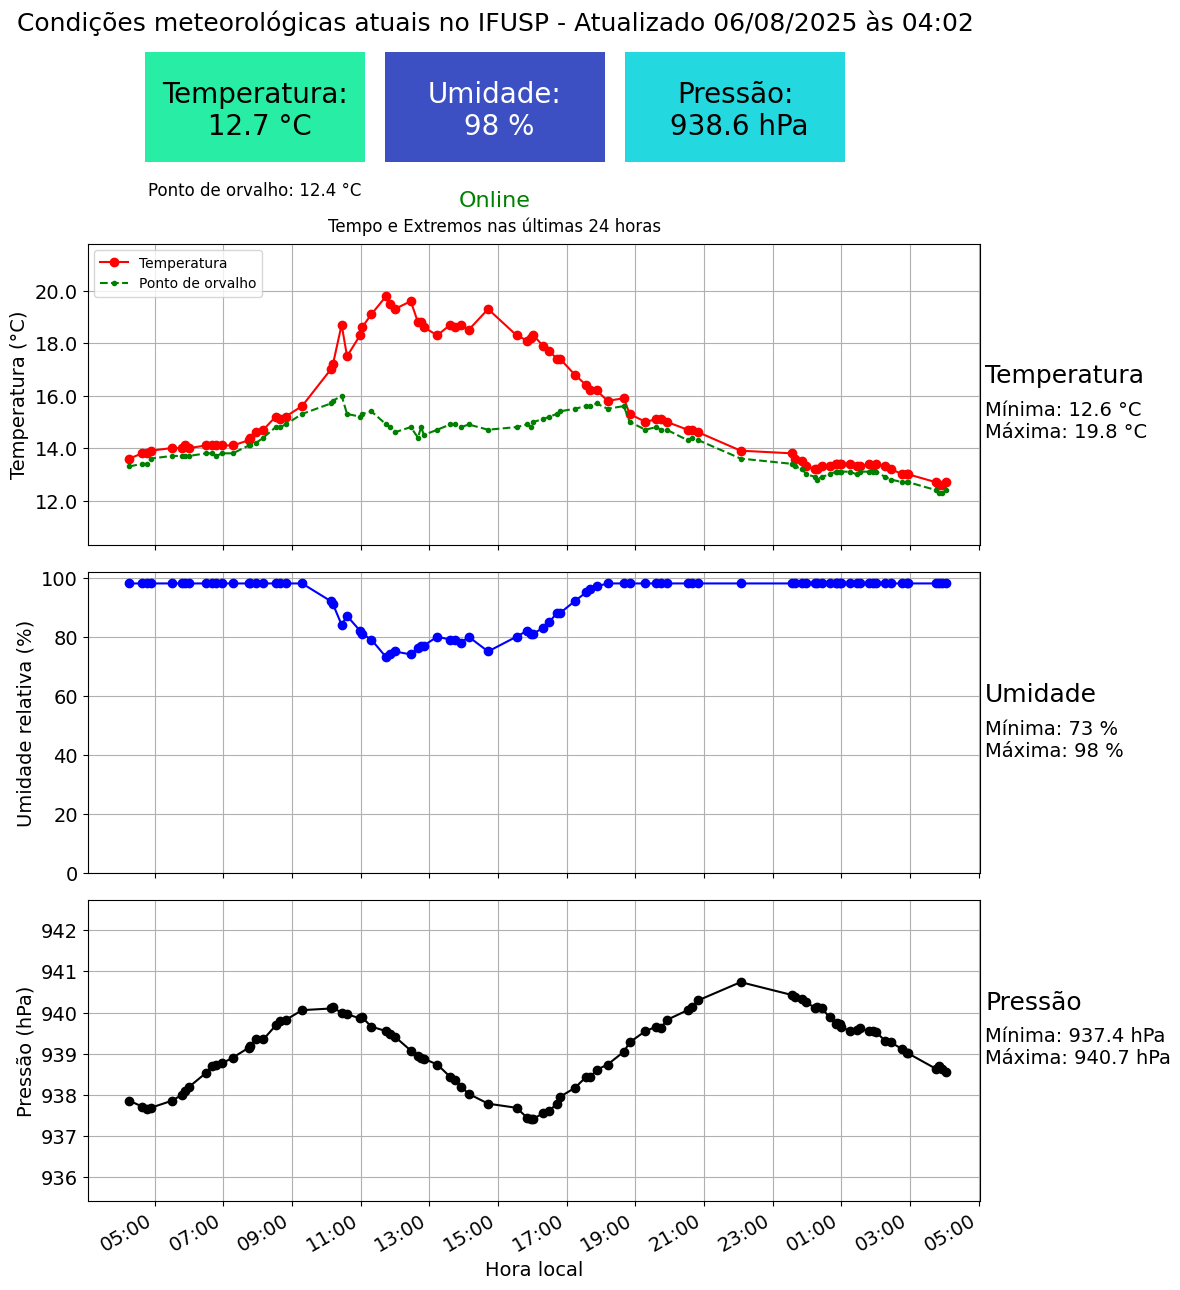 Condições meteorológicas atuais no IFUSP - Atualizado 06/08/2025 às 04:02
Temperatura:
12.7 °C
Umidade:
98 %
Pressão:
938.6 hPa
Ponto de orvalho: 12.4 °C
Online
Tempo e Extremos nas últimas 24 horas
Temperatura
Ponto de orvalho
Temperatura (°C)
20.0
18.0
16.0
14.0
12.0
Temperatura
Mínima: 12.6 °C
Máxima: 19.8 °C
Umidade relativa (%)
100
80
60
40
20
0
Umidade
Mínima: 73 %
Máxima: 98 %
Pressão (hPa)
942
941
940
939
938
937
936
Pressão
Mínima: 937.4 hPa
Máxima: 940.7 hPa
05:00 07:00 09:00 11:00 13:00 15:00 17:00 19:00 21:00 23:00 01:00 03:00 05:00
Hora local